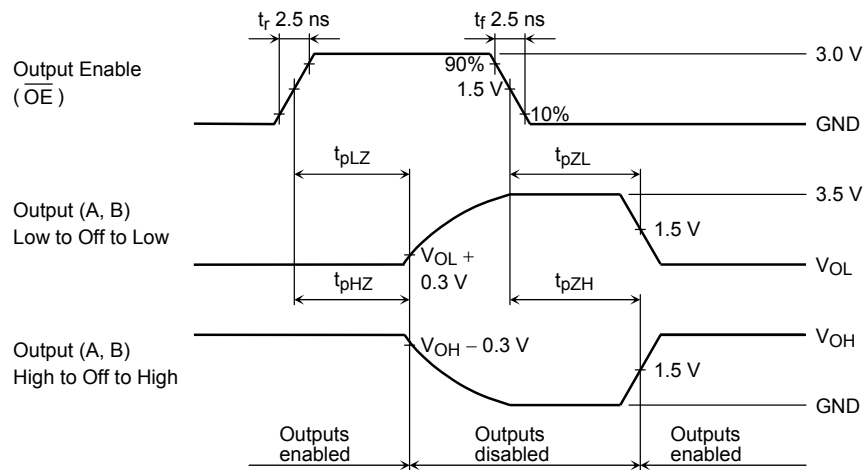 tr 2.5 ns
tf 2.5 ns
Output Enable
( OE )
90%
1.5 V
10%
3.0 V
GND
tpLZ
tpZL
Output (A, B)
Low to Off to Low
3.5 V
1.5 V
VOL +
0.3 V
VOL
tpHZ
tpZH
Output (A, B)
High to Off to High
VOH − 0.3 V
VOH
1.5 V
GND
Outputs
enabled
Outputs
disabled
Outputs
enabled